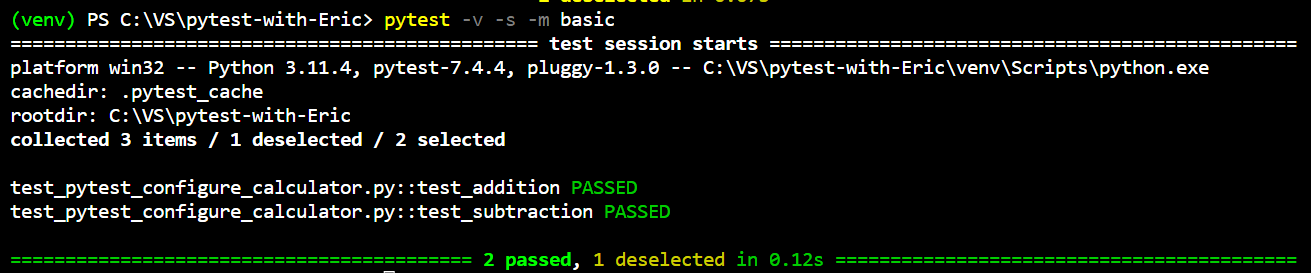 (venv) PS C:\VS\pytest-with-Eric> pytest -v -s -m basic
============================================== test session starts ==============================================
platform win32 -- Python 3.11.4, pytest-7.4.4, pluggy-1.3.0 -- C:\VS\pytest-with-Eric\venv\Scripts\python.exe
cachedir: .pytest_cache
rootdir: C:\VS\pytest-with-Eric
collected 3 items / 1 deselected / 2 selected
test_pytest_configure_calculator.py::test_addition PASSED
test_pytest_configure_calculator.py::test_subtraction PASSED
========================================= 2 passed, 1 deselected in 0.12s =========================================